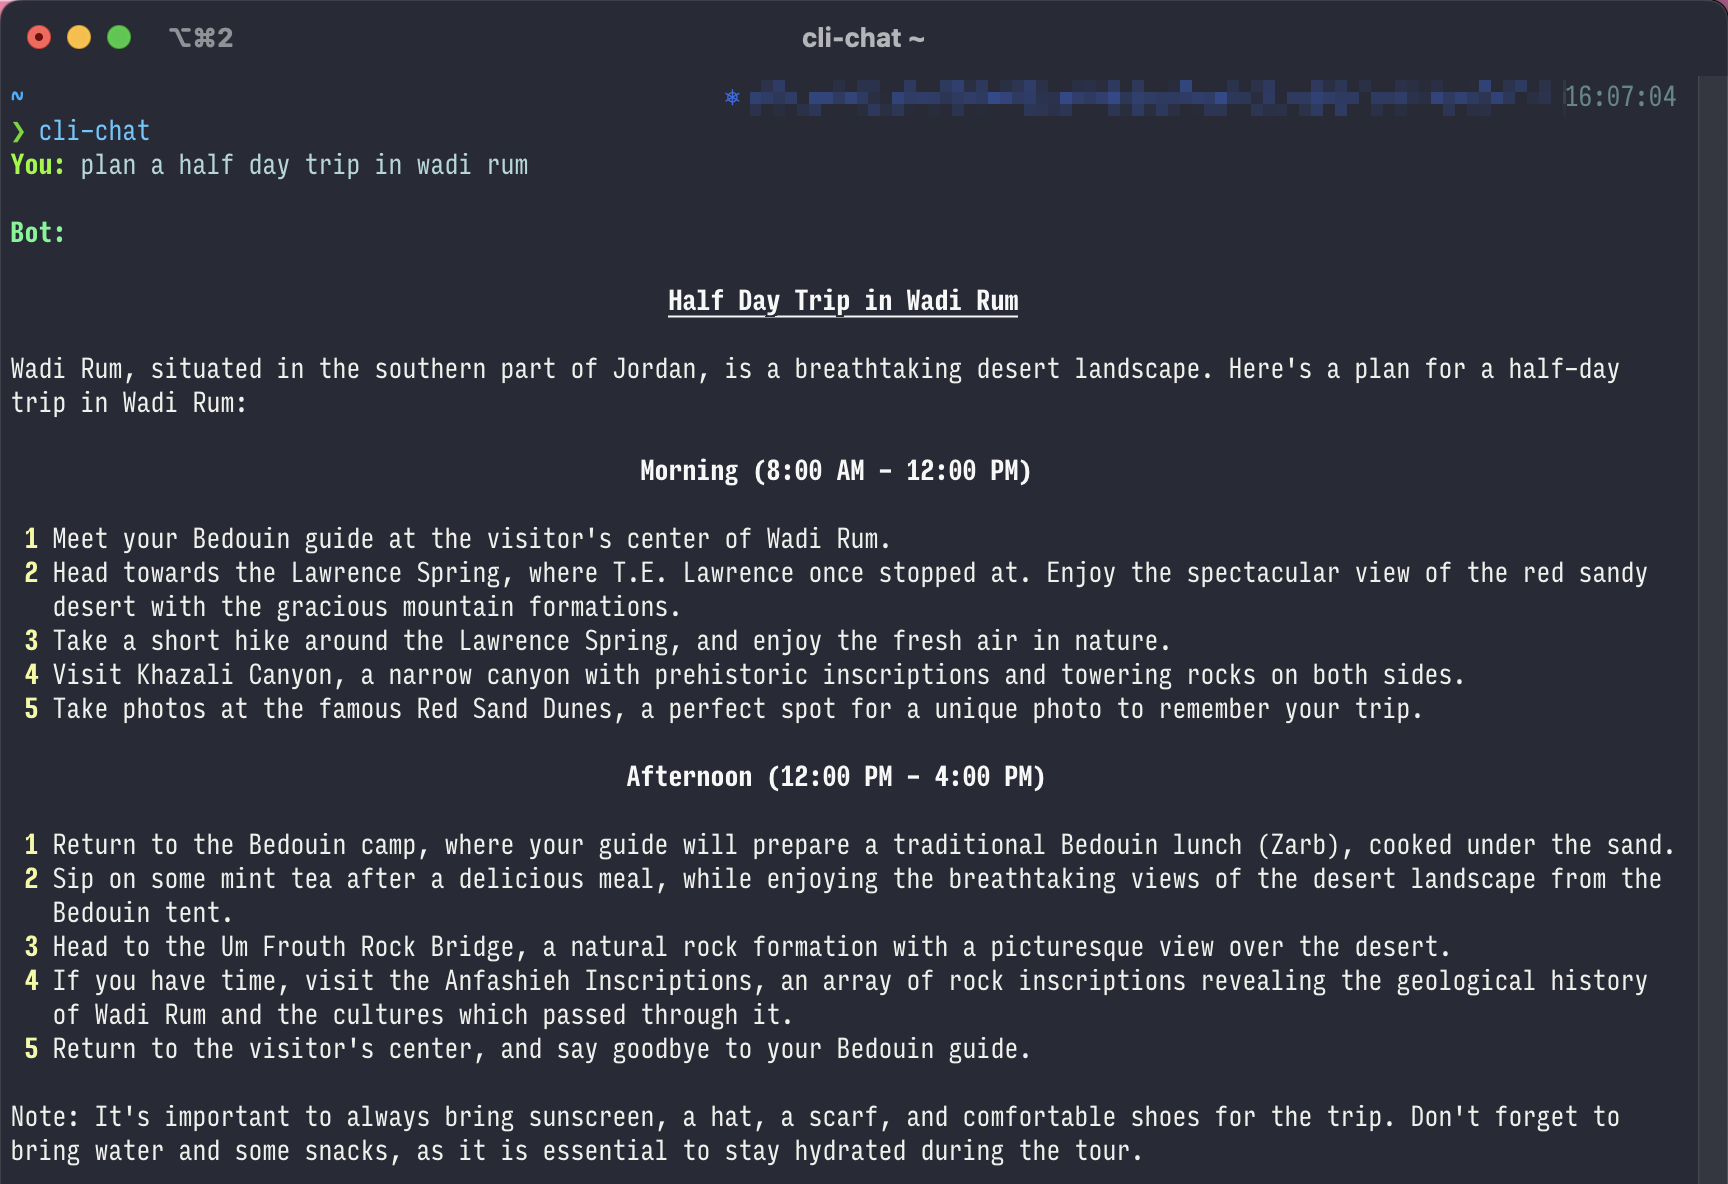 ⌥⌘2
cli-chat ~
~
16:07:04
❯ cli-chat
You: plan a half day trip in wadi rum
Bot:
Half Day Trip in Wadi Rum
Wadi Rum, situated in the southern part of Jordan, is a breathtaking desert landscape. Here's a plan for a half-day
trip in Wadi Rum:
Morning (8:00 AM - 12:00 PM)
1 Meet your Bedouin guide at the visitor's center of Wadi Rum.
2 Head towards the Lawrence Spring, where T.E. Lawrence once stopped at. Enjoy the spectacular view of the red sandy
desert with the gracious mountain formations.
3 Take a short hike around the Lawrence Spring, and enjoy the fresh air in nature.
4 Visit Khazali Canyon, a narrow canyon with prehistoric inscriptions and towering rocks on both sides.
5 Take photos at the famous Red Sand Dunes, a perfect spot for a unique photo to remember your trip.
Afternoon (12:00 PM - 4:00 PM)
1 Return to the Bedouin camp, where your guide will prepare a traditional Bedouin lunch (Zarb), cooked under the sand.
2 Sip on some mint tea after a delicious meal, while enjoying the breathtaking views of the desert landscape from the
Bedouin tent.
3 Head to the Um Frouth Rock Bridge, a natural rock formation with a picturesque view over the desert.
4 If you have time, visit the Anfashieh Inscriptions, an array of rock inscriptions revealing the geological history
of Wadi Rum and the cultures which passed through it.
5 Return to the visitor's center, and say goodbye to your Bedouin guide.
Note: It's important to always bring sunscreen, a hat, a scarf, and comfortable shoes for the trip. Don't forget to
bring water and some snacks, as it is essential to stay hydrated during the tour.